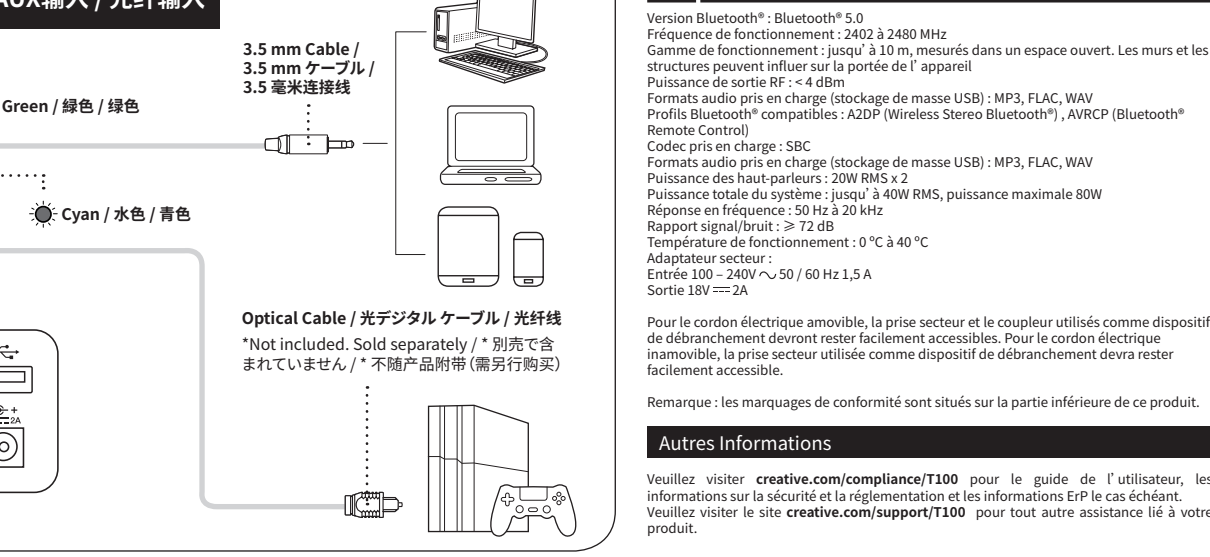 AUX输入 / 光纤输入
3.5 mm Cable /
3.5 mm ケーブル /
3.5 毫米连接线
Green / 緑色 / 绿色
Cyan / 水色 / 青色
Optical Cable / 光デジタル ケーブル / 光纤线
*Not included. Sold separately / * 別売で含
まれていません / * 不随产品附带（需另行购买）
2A
Version Bluetooth® : Bluetooth® 5.0
Fréquence de fonctionnement : 2402 à 2480 MHz
Gamme de fonctionnement : jusqu’à 10 m, mesurés dans un espace ouvert. Les murs et les
structures peuvent influer sur la portée de l’appareil
Puissance de sortie RF : < 4 dBm
Formats audio pris en charge (stockage de masse USB) : MP3, FLAC, WAV
Profils Bluetooth® compatibles : A2DP (Wireless Stereo Bluetooth®) , AVRCP (Bluetooth®
Remote Control)
Codec pris en charge : SBC
Formats audio pris en charge (stockage de masse USB) : MP3, FLAC, WAV
Puissance des haut-parleurs : 20W RMS x 2
Puissance totale du système : jusqu’à 40W RMS, puissance maximale 80W
Réponse en fréquence : 50 Hz à 20 kHz
Rapport signal/bruit : ⩾ 72 dB
Température de fonctionnement : 0 °C à 40 °C
Adaptateur secteur :
Entrée 100 – 240V ~ 50 / 60 Hz 1,5 A
Sortie 18V ⎓ 2A
Pour le cordon électrique amovible, la prise secteur et le coupleur utilisés comme dispositif
de débranchement devront rester facilement accessibles. Pour le cordon électrique
inamovible, la prise secteur utilisée comme dispositif de débranchement devra rester
facilement accessible.
Remarque : les marquages de conformité sont situés sur la partie inférieure de ce produit.
Autres Informations
Veuillez visiter creative.com/compliance/T100 pour le guide de l’utilisateur, les
informations sur la sécurité et la réglementation et les informations ErP le cas échéant.
Veuillez visiter le site creative.com/support/T100 pour tout autre assistance lié à votre
produit.